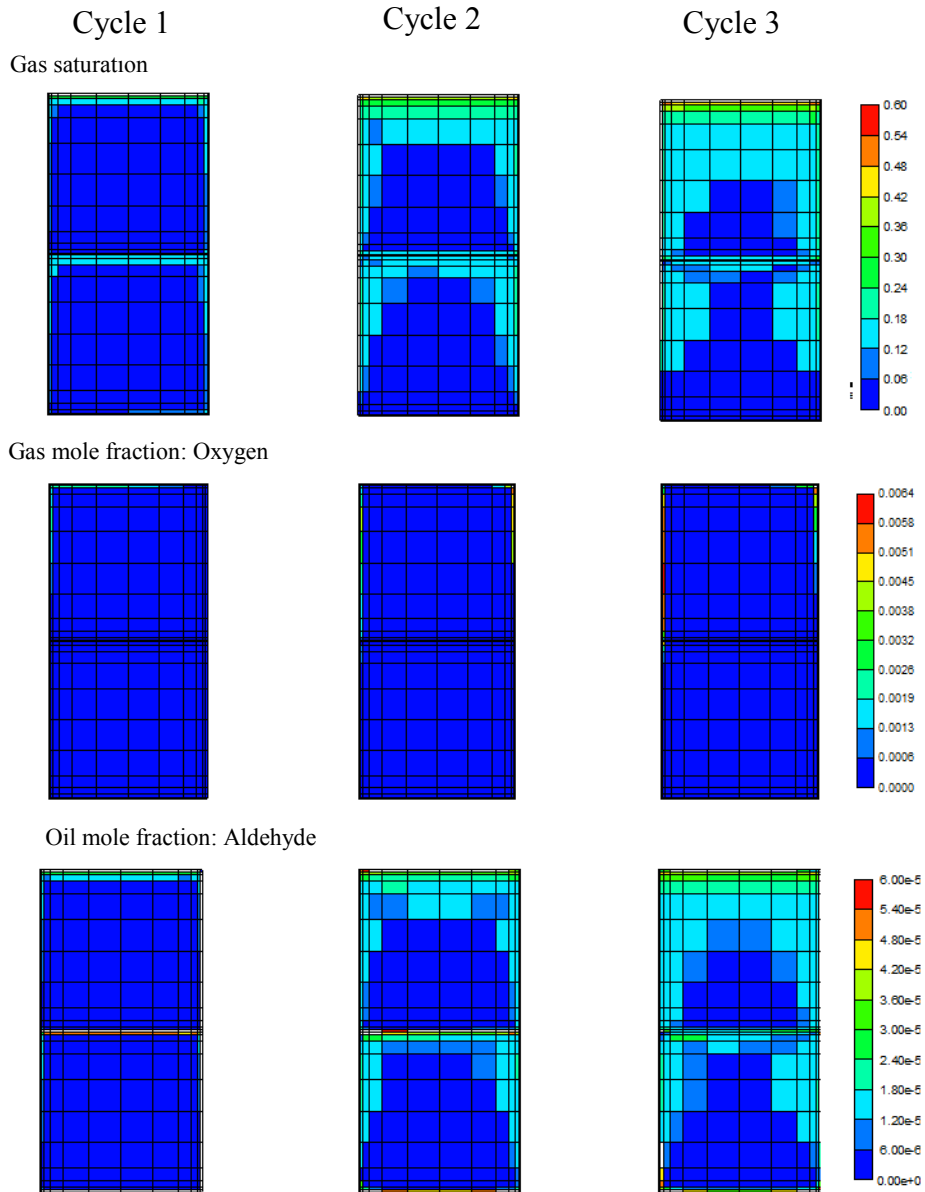 Cycle 1
Cycle 2
Cycle 3
Gas saturation
0.60
0.54
0.48
0.42
0.36
0.30
0.24
0.18
0.12
0.06
0.00
Gas mole fraction: Oxygen
0.0064
0.0058
0.0051
0.0045
0.0038
0.0032
0.0026
0.0019
0.0013
0.0006
0.0000
Oil mole fraction: Aldehyde
6.00e-5
5.40e-5
4.80e-5
4.20e-5
3.60e-5
3.00e-5
2.40e-5
1.80e-5
1.20e-5
6.00e-6
0.00e+0